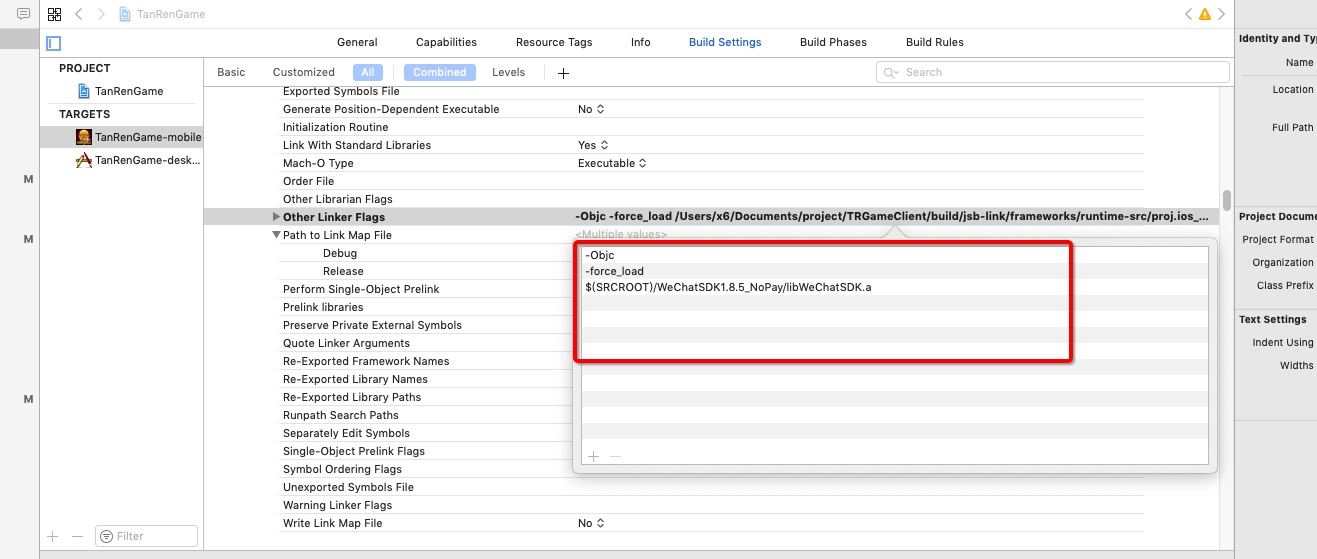 TanRenGame
General Capabilities Resource Tags Info Build Settings Build Phases Build Rules
PROJECT
TanRenGame
TARGETS
TanRenGame-mobile
TanRenGame-desk...
M
M
M
Filter
Basic Customized All Combined Levels
Search
Exported Symbols File
Generate Position-Dependent Executable No
Initialization Routine
Link With Standard Libraries Yes
Mach-O Type Executable
Order File
Other Librarian Flags
Other Linker Flags -Objc -force_load /Users/x6/Documents/project/TRGameClient/build/jsb-link/frameworks/runtime-src/proj.ios_...
Path to Link Map File <Multiple values>
Debug
Release
Perform Single-Object Prelink
Prelink libraries
Preserve Private External Symbols
Quote Linker Arguments
Re-Exported Framework Names
Re-Exported Library Names
Re-Exported Library Paths
Runpath Search Paths
Separately Edit Symbols
Single-Object Prelink Flags
Symbol Ordering Flags
Unexported Symbols File
Warning Linker Flags
Write Link Map File No
-Objc
-force_load
$(SRCROOT)/WeChatSDK1.8.5_NoPay/libWeChatSDK.a
Identity and Typ
Name
Location
Full Path
Project Docume
Project Format
Organization
Class Prefix
Text Settings
Indent Using
Widths